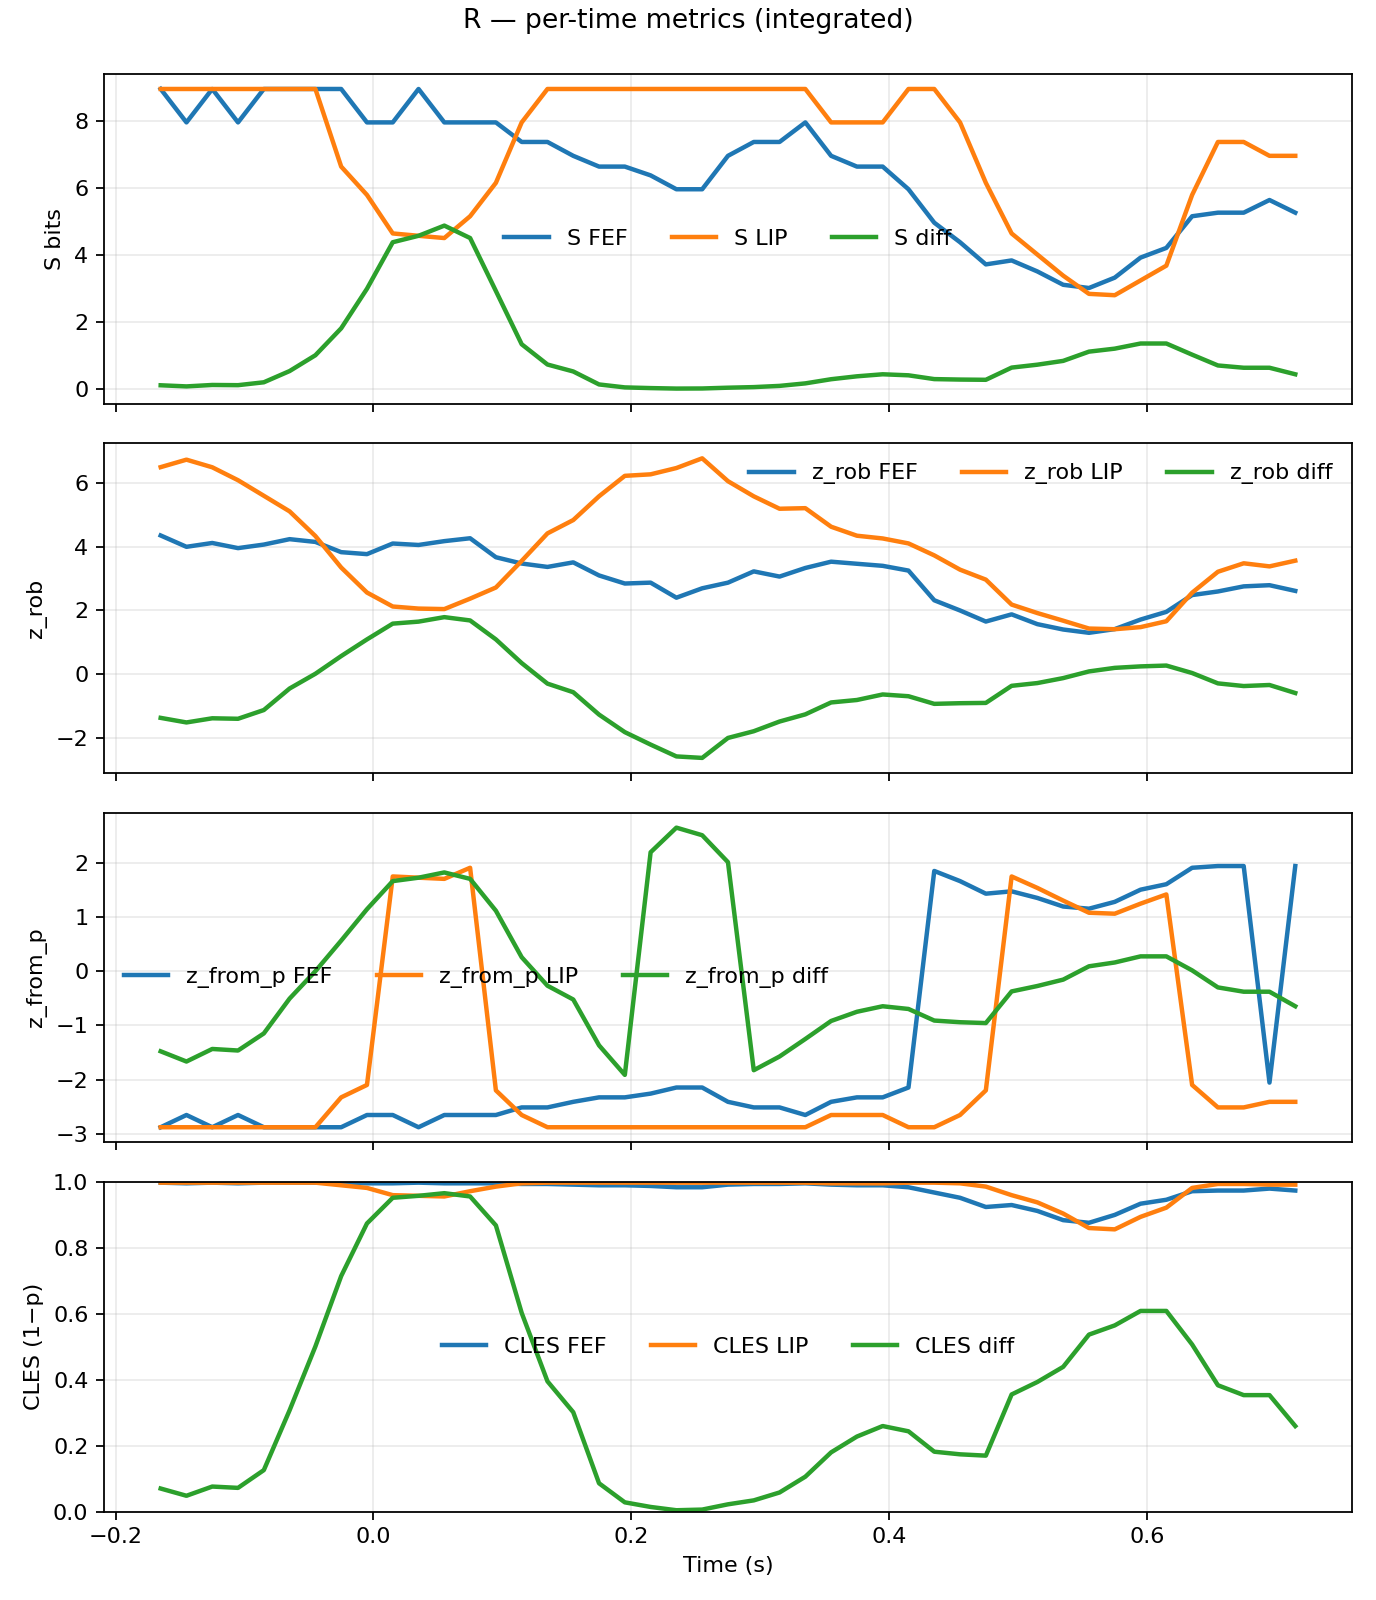 R — per-time metrics (integrated)
S bits
8
6
4
2
0
S FEF S LIP S diff
z_rob
6
4
2
0
−2
z_rob FEF z_rob LIP z_rob diff
z_from_p
2
1
0
−1
−2
−3
z_from_p FEF z_from_p LIP z_from_p diff
CLES (1−p)
1.0
0.8
0.6
0.4
0.2
0.0
CLES FEF CLES LIP CLES diff
−0.2 0.0 0.2 0.4 0.6
Time (s)